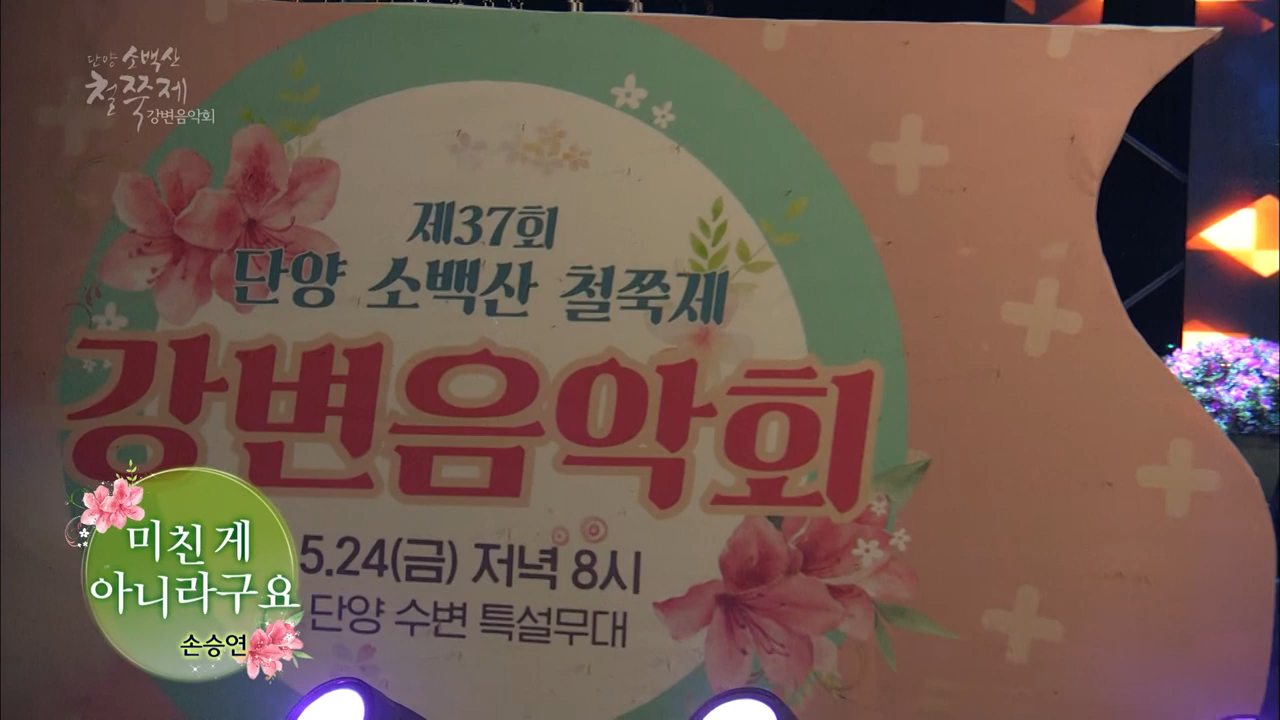 단양 소백산
철쭉제
강변음악회
제37회
단양 소백산 철쭉제
강변음악회
5.24(금) 저녁 8시
단양 수변 특설무대
미친 게
아니라구요
손승연